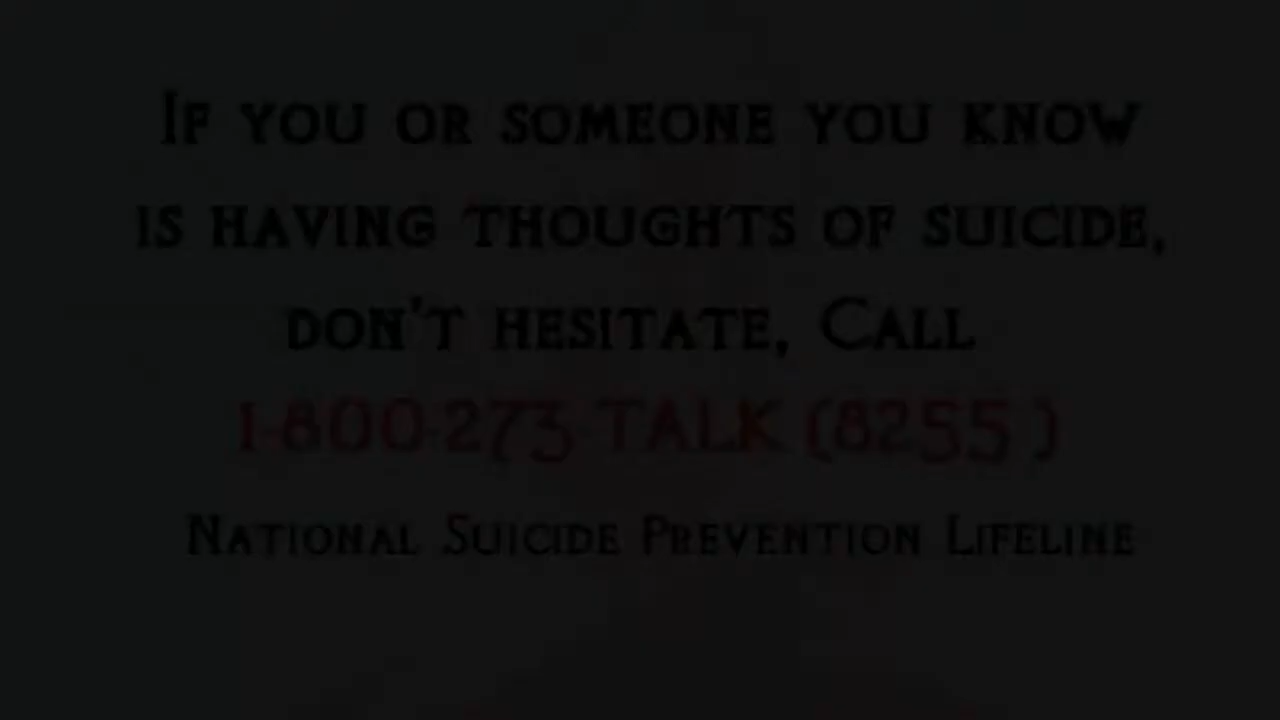 If you or someone you know
is having thoughts of suicide,
don't hesitate, Call
1-800-273-TALK (8255)
National Suicide Prevention Lifeline